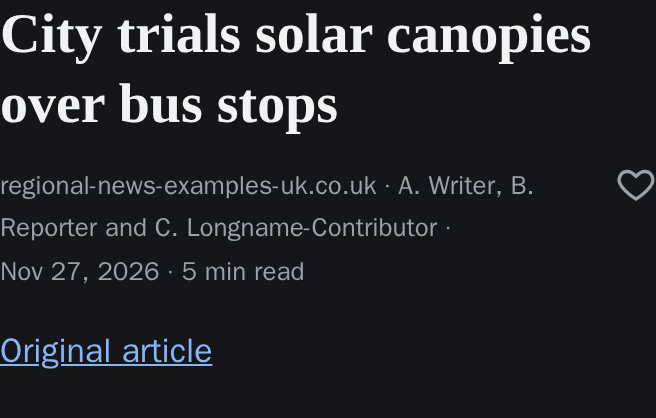 City trials solar canopies
over bus stops
regional-news-examples-uk.co.uk · A. Writer, B.
Reporter and C. Longname-Contributor ·
Nov 27, 2026 · 5 min read
Original article